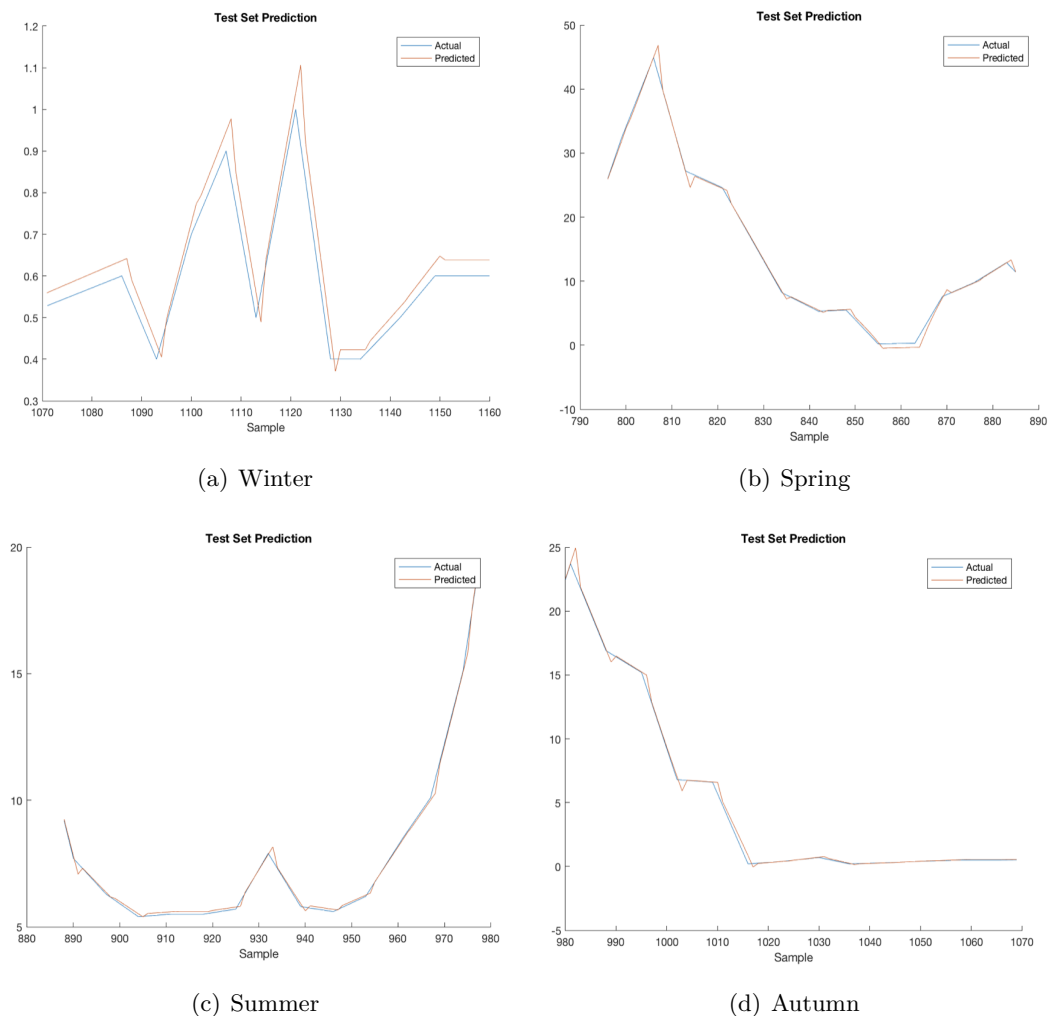 Test Set Prediction
1.2
1.1
1
0.9
0.8
0.7
0.6
0.5
0.4
0.3
1070 1080 1090 1100 1110 1120 1130 1140 1150 1160
Sample
Actual
Predicted
(a) Winter
Test Set Prediction
50
40
30
20
10
0
-10
790 800 810 820 830 840 850 860 870 880 890
Sample
Actual
Predicted
(b) Spring
Test Set Prediction
20
15
10
5
880 890 900 910 920 930 940 950 960 970 980
Sample
Actual
Predicted
(c) Summer
Test Set Prediction
25
20
15
10
5
0
-5
980 990 1000 1010 1020 1030 1040 1050 1060 1070
Sample
Actual
Predicted
(d) Autumn